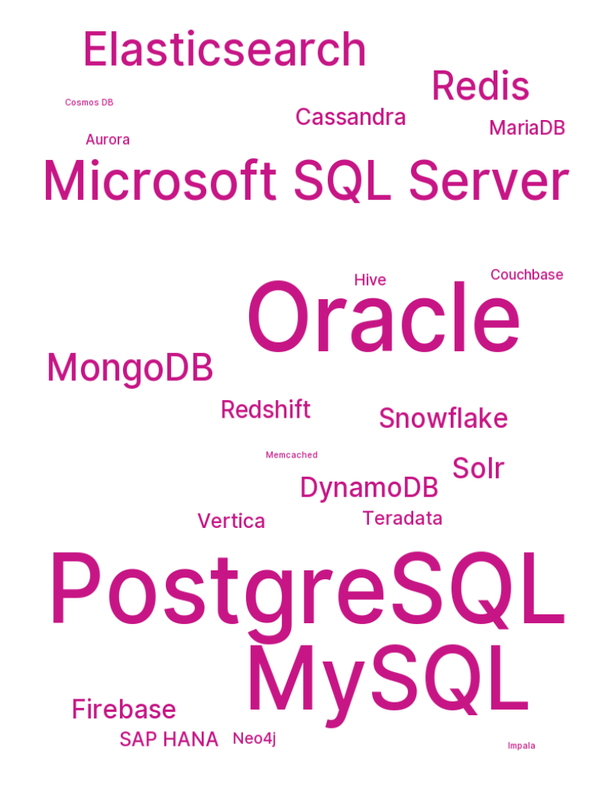 Elasticsearch
Redis
Cosmos DB
Cassandra
MariaDB
Aurora
Microsoft SQL Server
Couchbase
Hive
Oracle
MongoDB
Redshift
Snowflake
Memcached
Solr
DynamoDB
Teradata
Vertica
PostgreSQL
MySQL
Firebase
SAP HANA
Neo4j
Impala